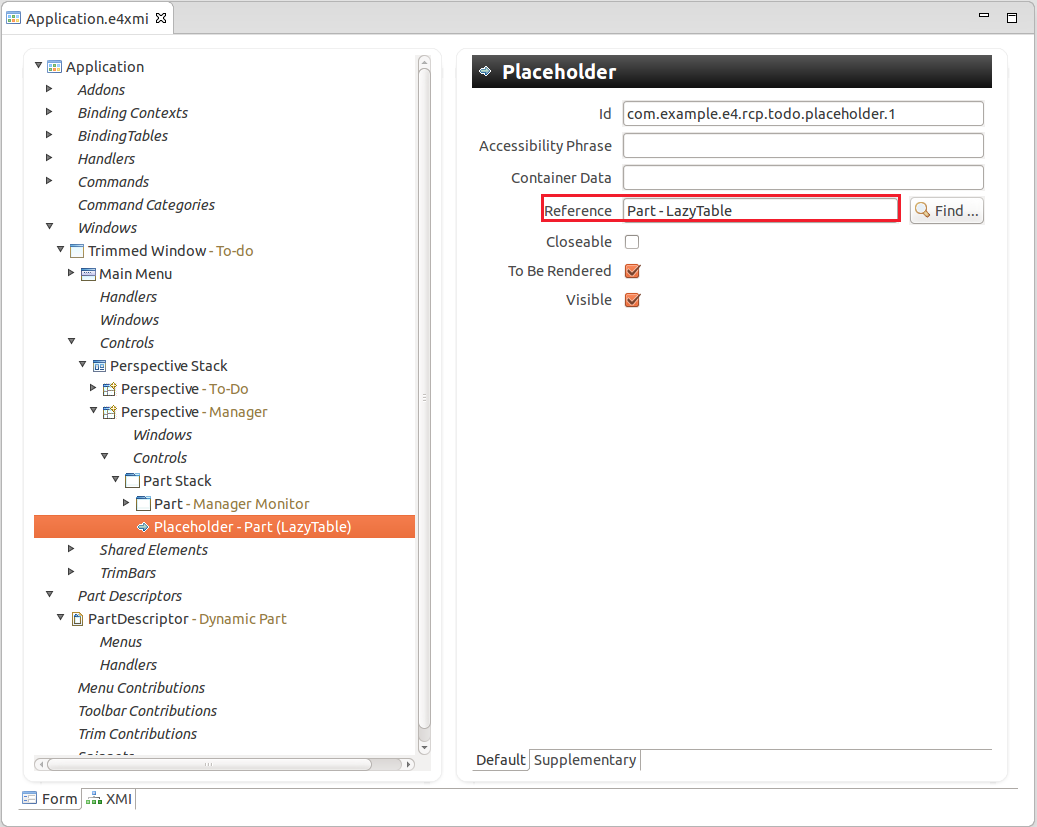 Application.e4xmi
Application
Addons
Binding Contexts
BindingTables
Handlers
Commands
Command Categories
Windows
Trimmed Window - To-do
Main Menu
Handlers
Windows
Controls
Perspective Stack
Perspective - To-Do
Perspective - Manager
Windows
Controls
Part Stack
Part - Manager Monitor
Placeholder - Part (LazyTable)
Shared Elements
TrimBars
Part Descriptors
PartDescriptor - Dynamic Part
Menus
Handlers
Menu Contributions
Toolbar Contributions
Trim Contributions
Placeholder
Id com.example.e4.rcp.todo.placeholder.1
Accessibility Phrase
Container Data
Reference Part - LazyTable Find ...
Closeable
To Be Rendered
Visible
Default Supplementary
Form XMI